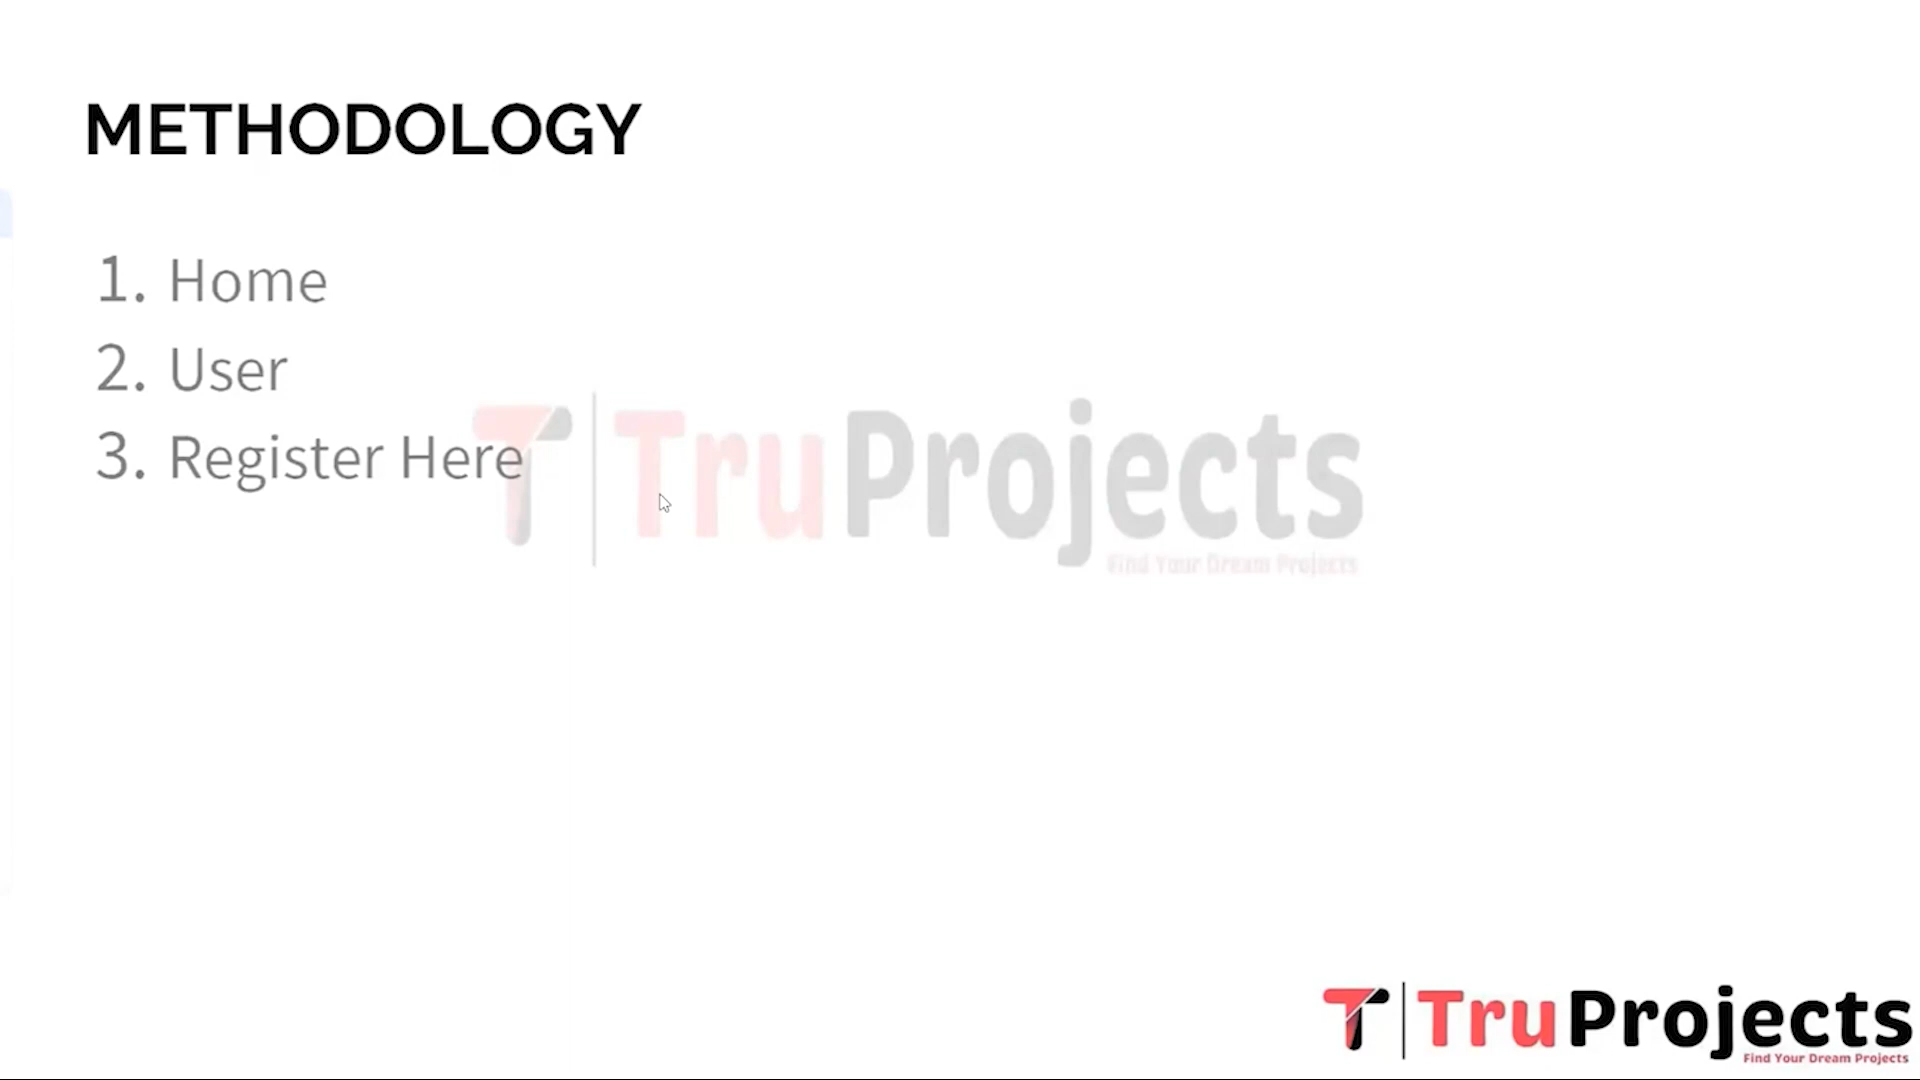 METHODOLOGY
1. Home
2. User
3. Register Here
TruProjects
Find Your Dream Projects
TruProjects
Find Your Dream Projects